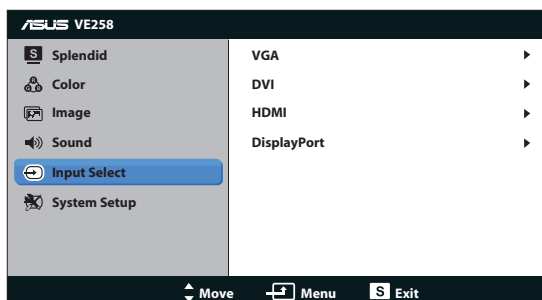 ASUS VE258
S Splendid
Color
Image
Sound
Input Select
System Setup
VGA
DVI
HDMI
DisplayPort
Move Menu S Exit